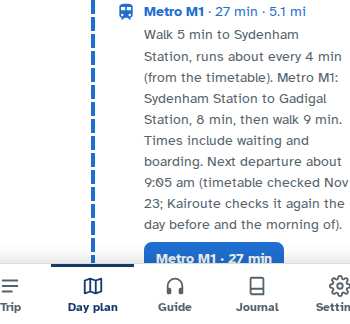 Metro M1 · 27 min · 5.1 mi
Walk 5 min to Sydenham
Station, runs about every 4 min
(from the timetable). Metro M1:
Sydenham Station to Gadigal
Station, 8 min, then walk 9 min.
Times include waiting and
boarding. Next departure about
9:05 am (timetable checked Nov
23; Kairoute checks it again the
day before and the morning of).
Metro M1 · 27 min
Trip
Day plan
Guide
Journal
Settin